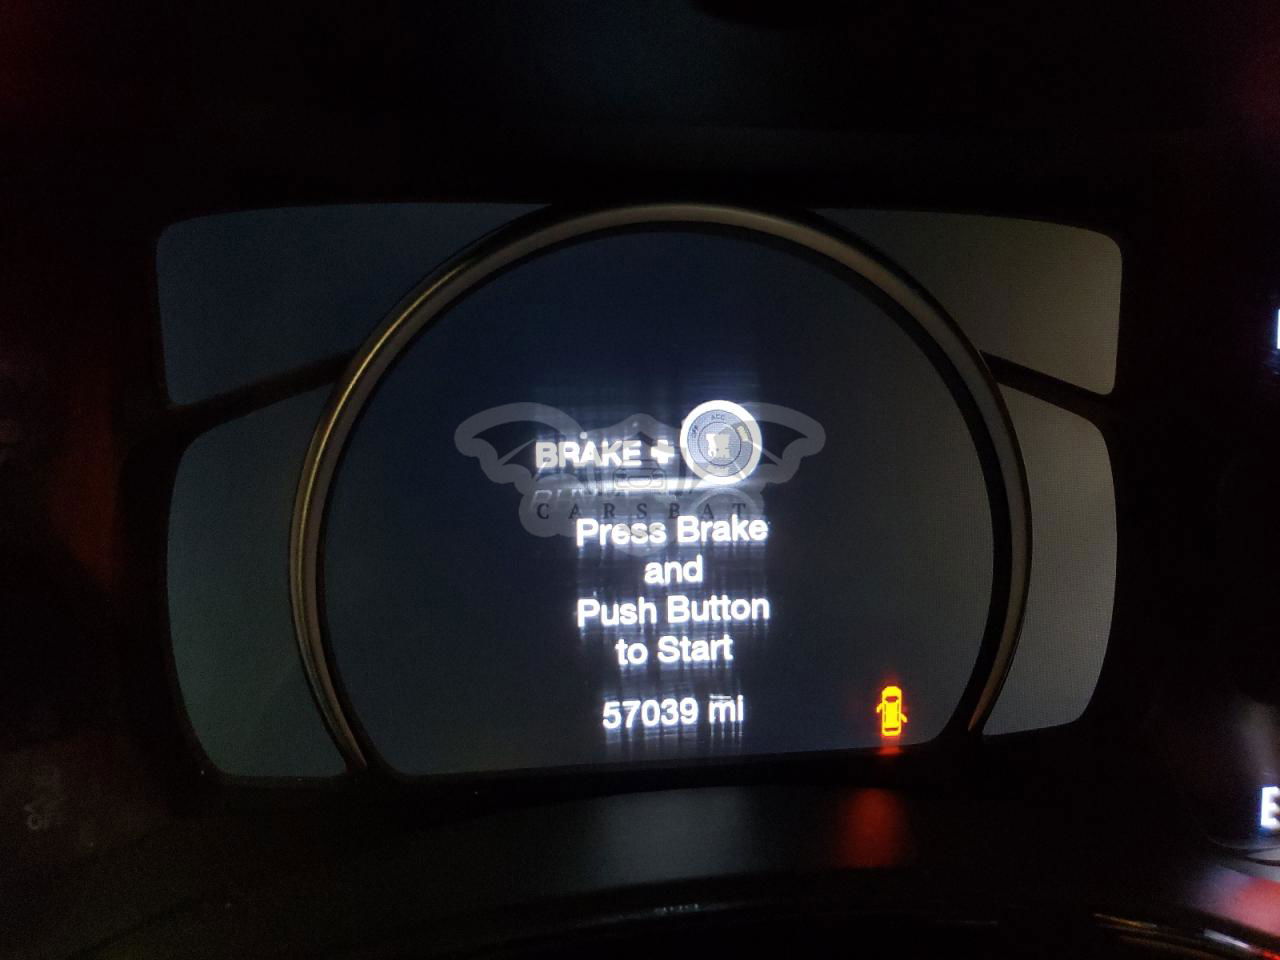 BRAKE +
CARSBAT
Press Brake
and
Push Button
to Start
57039 mi
E